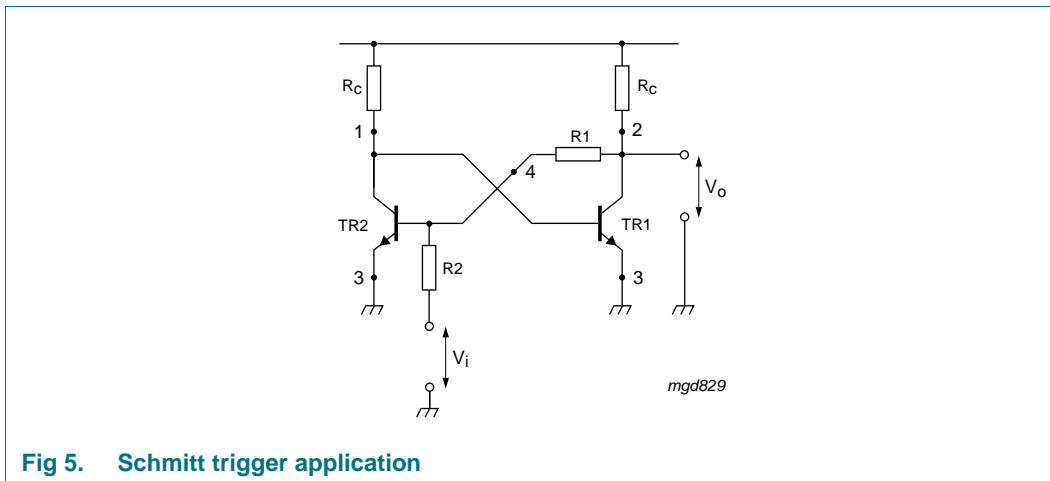 RC RC
1 2
R1
4
Vo
TR2 TR1
R2
3 3
Vi
mgd829
Fig 5. Schmitt trigger application